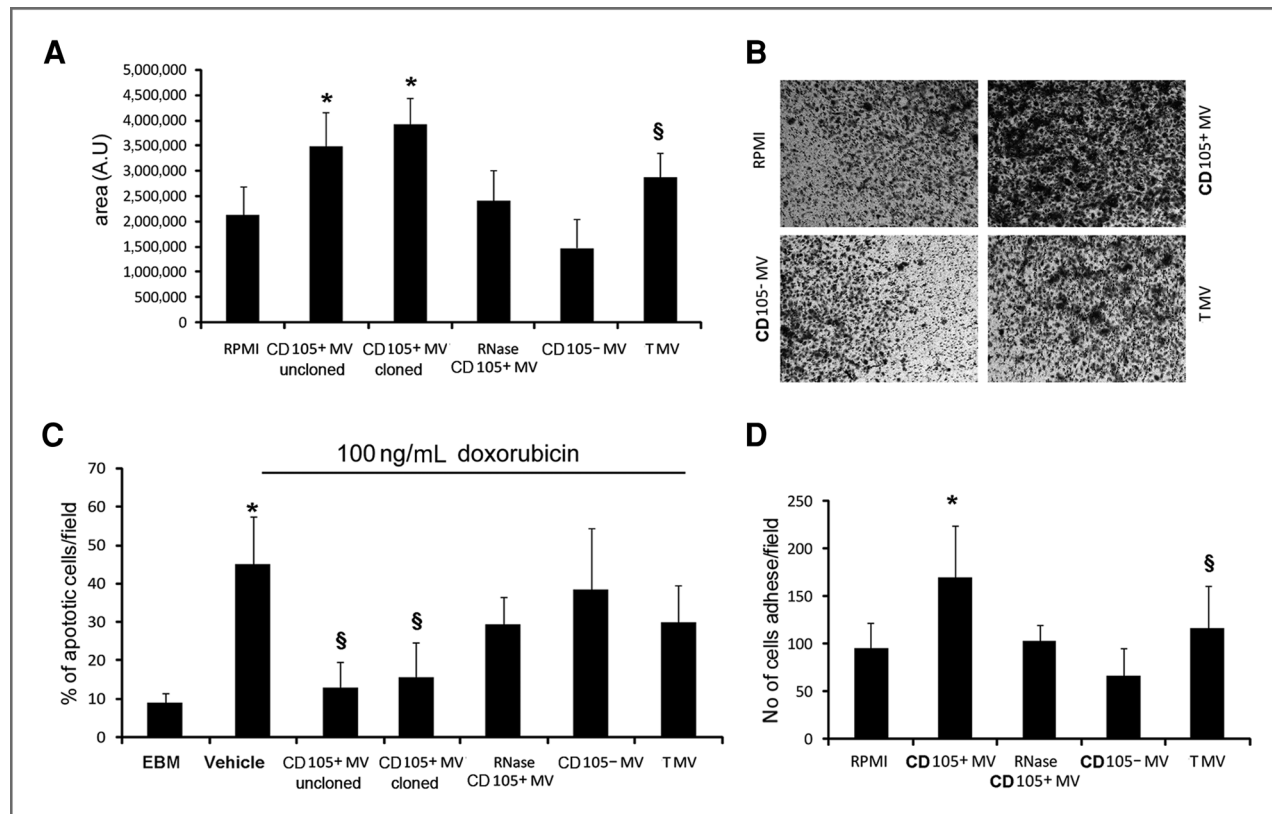 A
5,000,000
4,500,000
4,000,000
3,500,000
3,000,000
2,500,000
2,000,000
1,500,000
1,000,000
500,000
0
area (A.U)
*
*
§
RPMI CD105+ MV CD105+ MV RNase CD105− MV TMV
uncloned cloned CD105+ MV
B
RPMI
CD105+ MV
CD105- MV
TMV
C
100 ng/mL doxorubicin
70
60
50
40
30
20
10
0
% of apototic cells/field
*
§
§
EBM Vehicle CD105+ MV CD105+ MV RNase CD105−MV TMV
uncloned cloned CD105+ MV
D
250
200
150
100
50
0
No of cells adhese/field
*
§
RPMI CD105+ MV RNase CD105−MV TMV
CD105+ MV